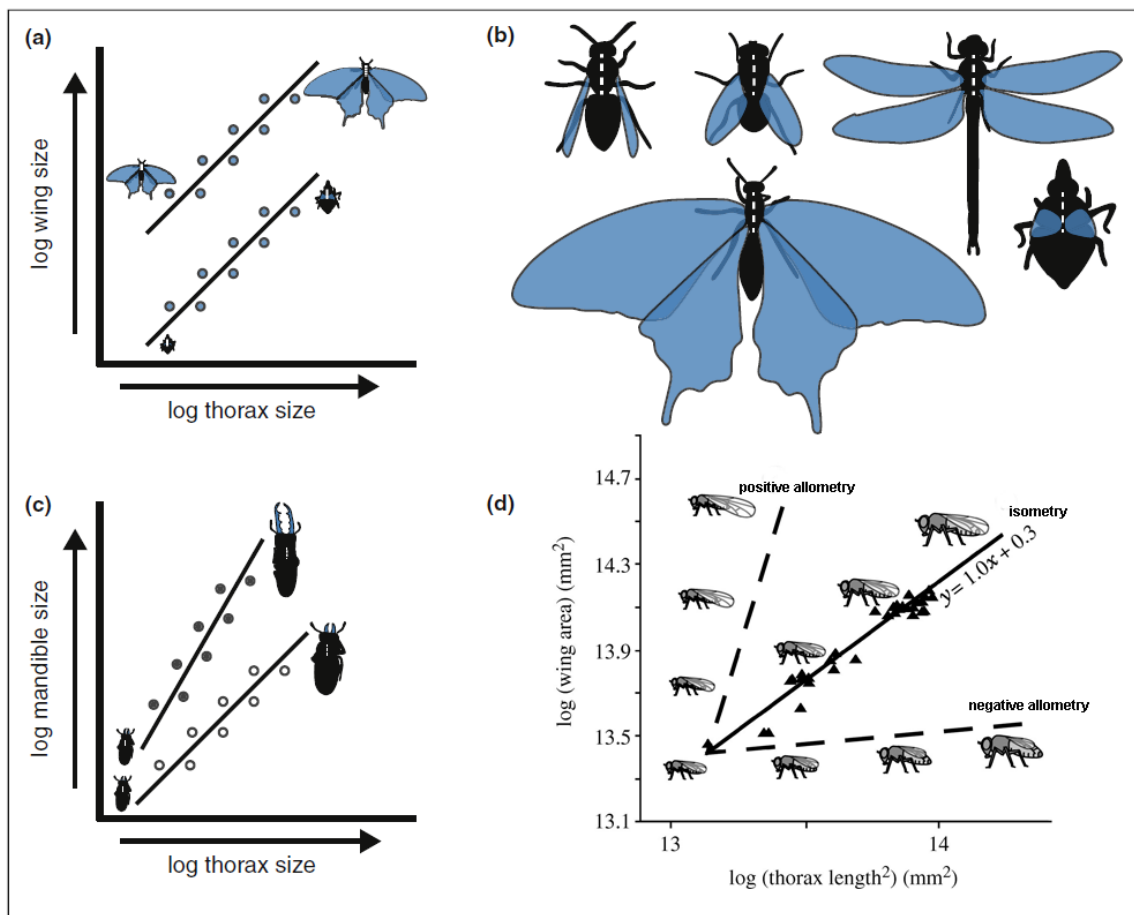 (a)
log wing size
log thorax size
(b)
(c)
log mandible size
log thorax size
(d)
14.7
14.3
13.9
13.5
13.1
log (wing area) (mm²)
positive allometry
isometry
y = 1.0x + 0.3
negative allometry
13
14
log (thorax length²) (mm²)